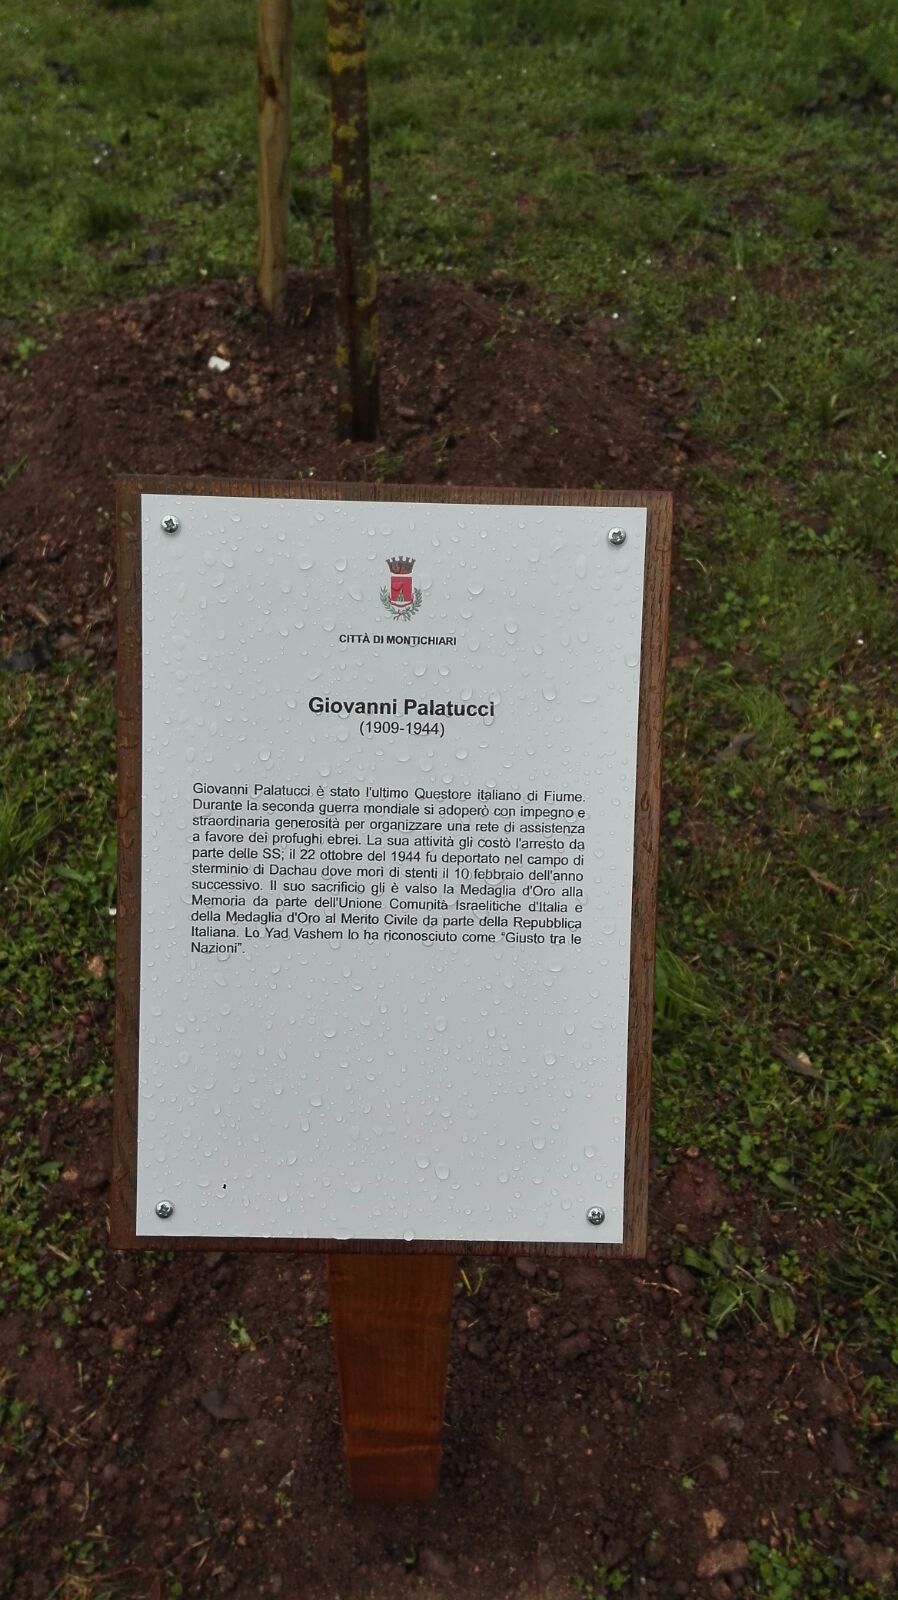 CITTÀ DI MONTICHIARI
Giovanni Palatucci
(1909-1944)
Giovanni Palatucci è stato l'ultimo Questore italiano di Fiume.
Durante la seconda guerra mondiale si adoperò con impegno e
straordinaria generosità per organizzare una rete di assistenza
a favore dei profughi ebrei. La sua attività gli costò l'arresto da
parte delle SS; il 22 ottobre del 1944 fu deportato nel campo di
sterminio di Dachau dove morì di stenti il 10 febbraio dell'anno
successivo. Il suo sacrificio gli è valso la Medaglia d'Oro alla
Memoria da parte dell'Unione Comunità Israelitiche d'Italia e
della Medaglia d'Oro al Merito Civile da parte della Repubblica
Italiana. Lo Yad Vashem lo ha riconosciuto come "Giusto tra le
Nazioni".